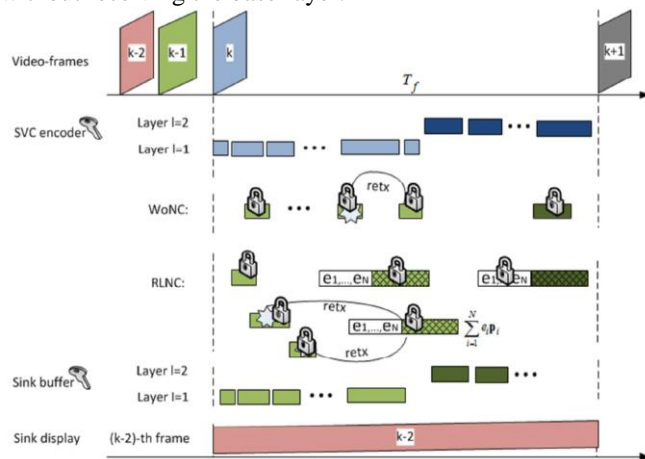 k-2
k-1
k
k+1
Video-frames
T_f
SVC encoder
Layer l=2
Layer l=1
retx
WoNC:
RLNC:
e1,...,eN
e1,...,eN
retx
e1,...,eN
\sum_{i=1}^{N} e_i p_i
retx
Sink buffer
Layer l=2
Layer l=1
Sink display
(k-2)-th frame
k-2